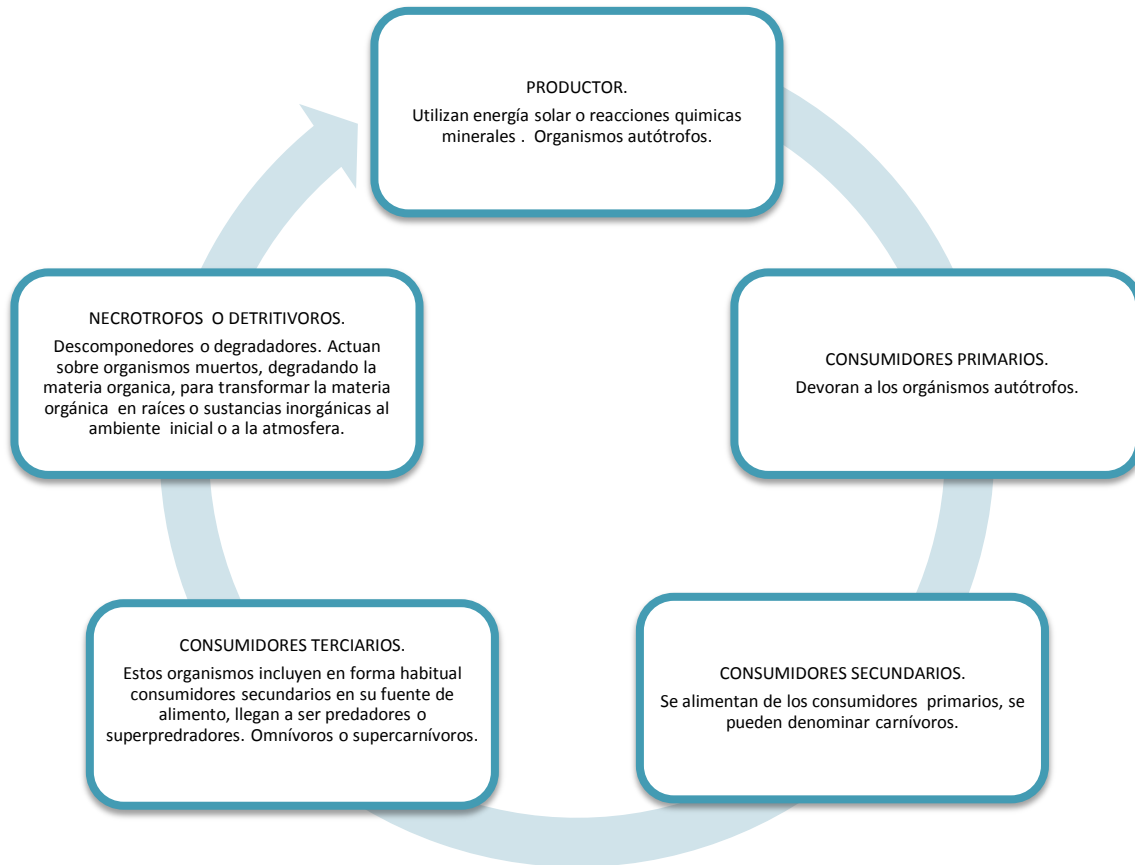 PRODUCTOR.
Utilizan energía solar o reacciones quimicas
minerales .  Organismos autótrofos.
CONSUMIDORES PRIMARIOS.
Devoran a los orgánismos autótrofos.
CONSUMIDORES SECUNDARIOS.
Se alimentan de los consumidores  primarios, se
pueden denominar carnívoros.
CONSUMIDORES TERCIARIOS.
Estos organismos incluyen en forma habitual
consumidores secundarios en su fuente de
alimento, llegan a ser predadores o
superpredradores. Omnívoros o supercarnívoros.
NECROTROFOS  O DETRITIVOROS.
Descomponedores o degradadores. Actuan
sobre organismos muertos, degradando la
materia organica, para transformar la materia
orgánica  en raíces o sustancias inorgánicas al
ambiente  inicial o a la atmosfera.